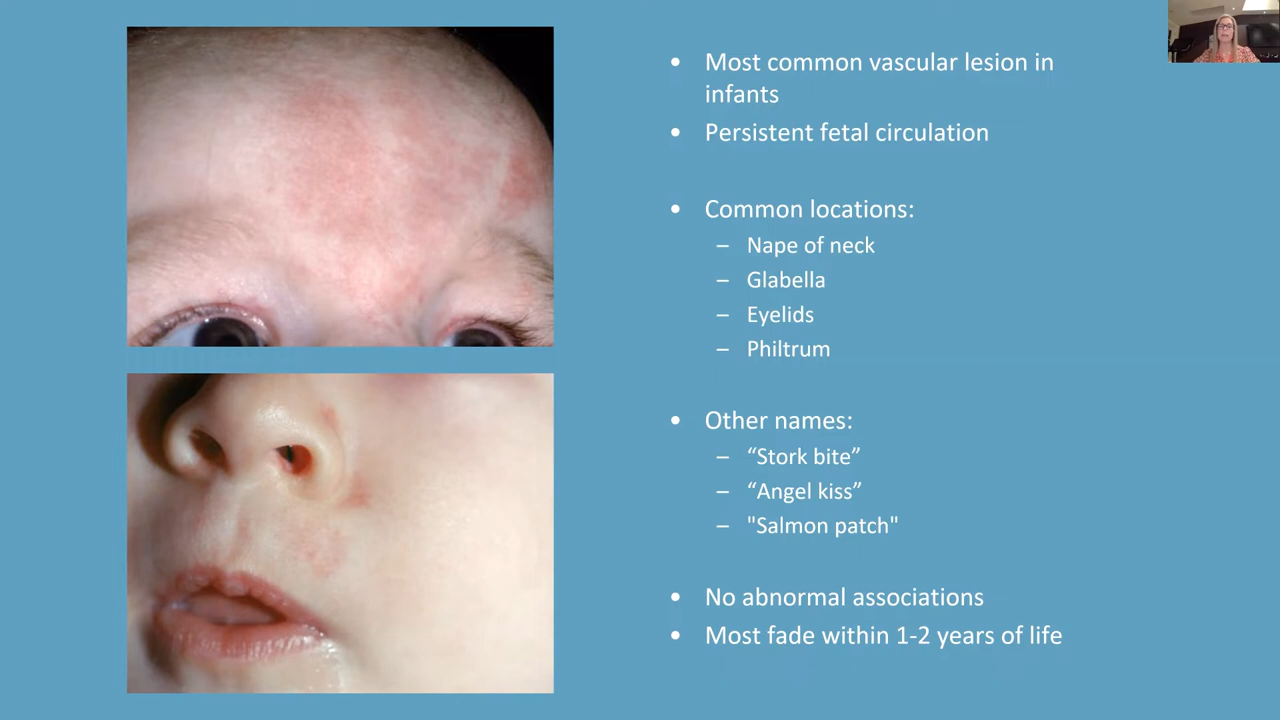 • Most common vascular lesion in
infants
• Persistent fetal circulation
• Common locations:
– Nape of neck
– Glabella
– Eyelids
– Philtrum
• Other names:
– “Stork bite”
– “Angel kiss”
– "Salmon patch"
• No abnormal associations
• Most fade within 1-2 years of life